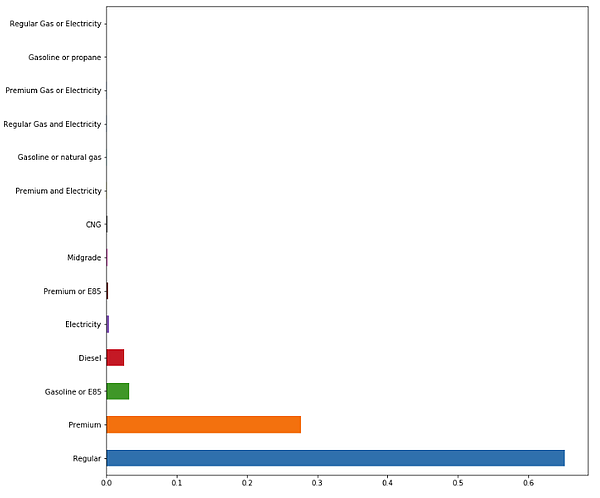 Regular Gas or Electricity
Gasoline or propane
Premium Gas or Electricity
Regular Gas and Electricity
Gasoline or natural gas
Premium and Electricity
CNG
Midgrade
Premium or E85
Electricity
Diesel
Gasoline or E85
Premium
Regular
0.0 0.1 0.2 0.3 0.4 0.5 0.6